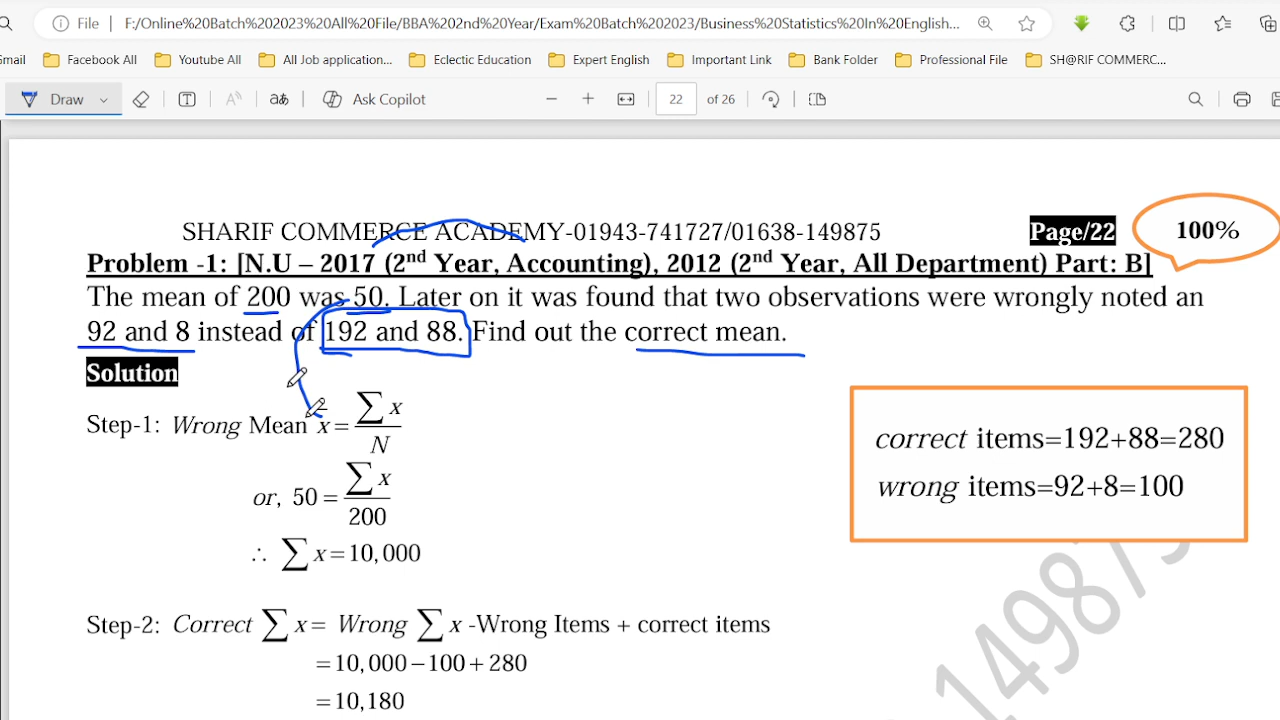 File | F:/Online%20Batch%202023%20All%20File/BBA%202nd%20Year/Exam%20Batch%202023/Business%20Statistics%20In%20English...
Gmail Facebook All Youtube All All Job application... Eclectic Education Expert English Important Link Bank Folder Professional File SH@RIF COMMERC...
Draw aあ Ask Copilot 22 of 26
SHARIF COMMERCE ACADEMY-01943-741727/01638-149875 Page/22 100%
Problem -1: [N.U – 2017 (2nd Year, Accounting), 2012 (2nd Year, All Department) Part: B]
The mean of 200 was 50. Later on it was found that two observations were wrongly noted an
92 and 8 instead of 192 and 88. Find out the correct mean.
Solution
Step-1: Wrong Mean x̄ = ∑x / N
or, 50 = ∑x / 200
∴ ∑x = 10,000
correct items=192+88=280
wrong items=92+8=100
Step-2: Correct ∑x = Wrong ∑x -Wrong Items + correct items
=10,000−100+280
=10,180